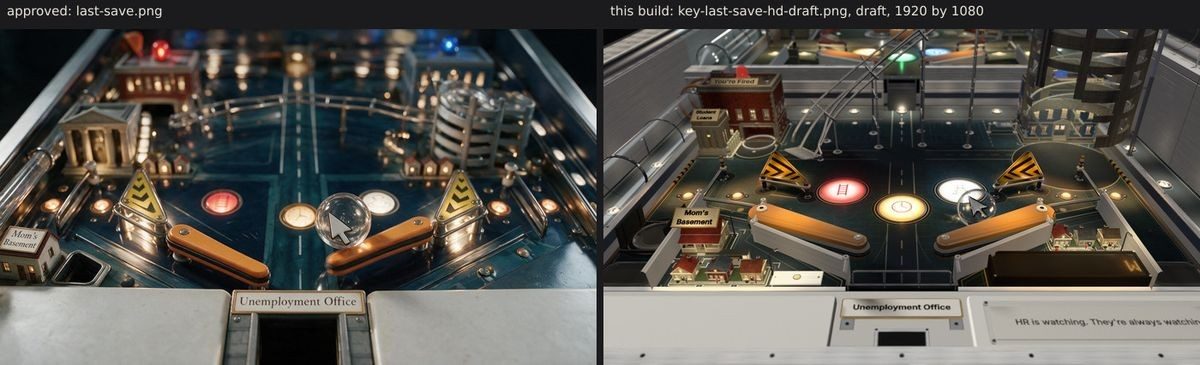 approved: last-save.png
this build: key-last-save-hd-draft.png, draft, 1920 by 1080
Mom's
Basement
Unemployment Office
You're Fired
Student
Loans
Mom's
Basement
Unemployment Office
HR is watching. They're always watchin